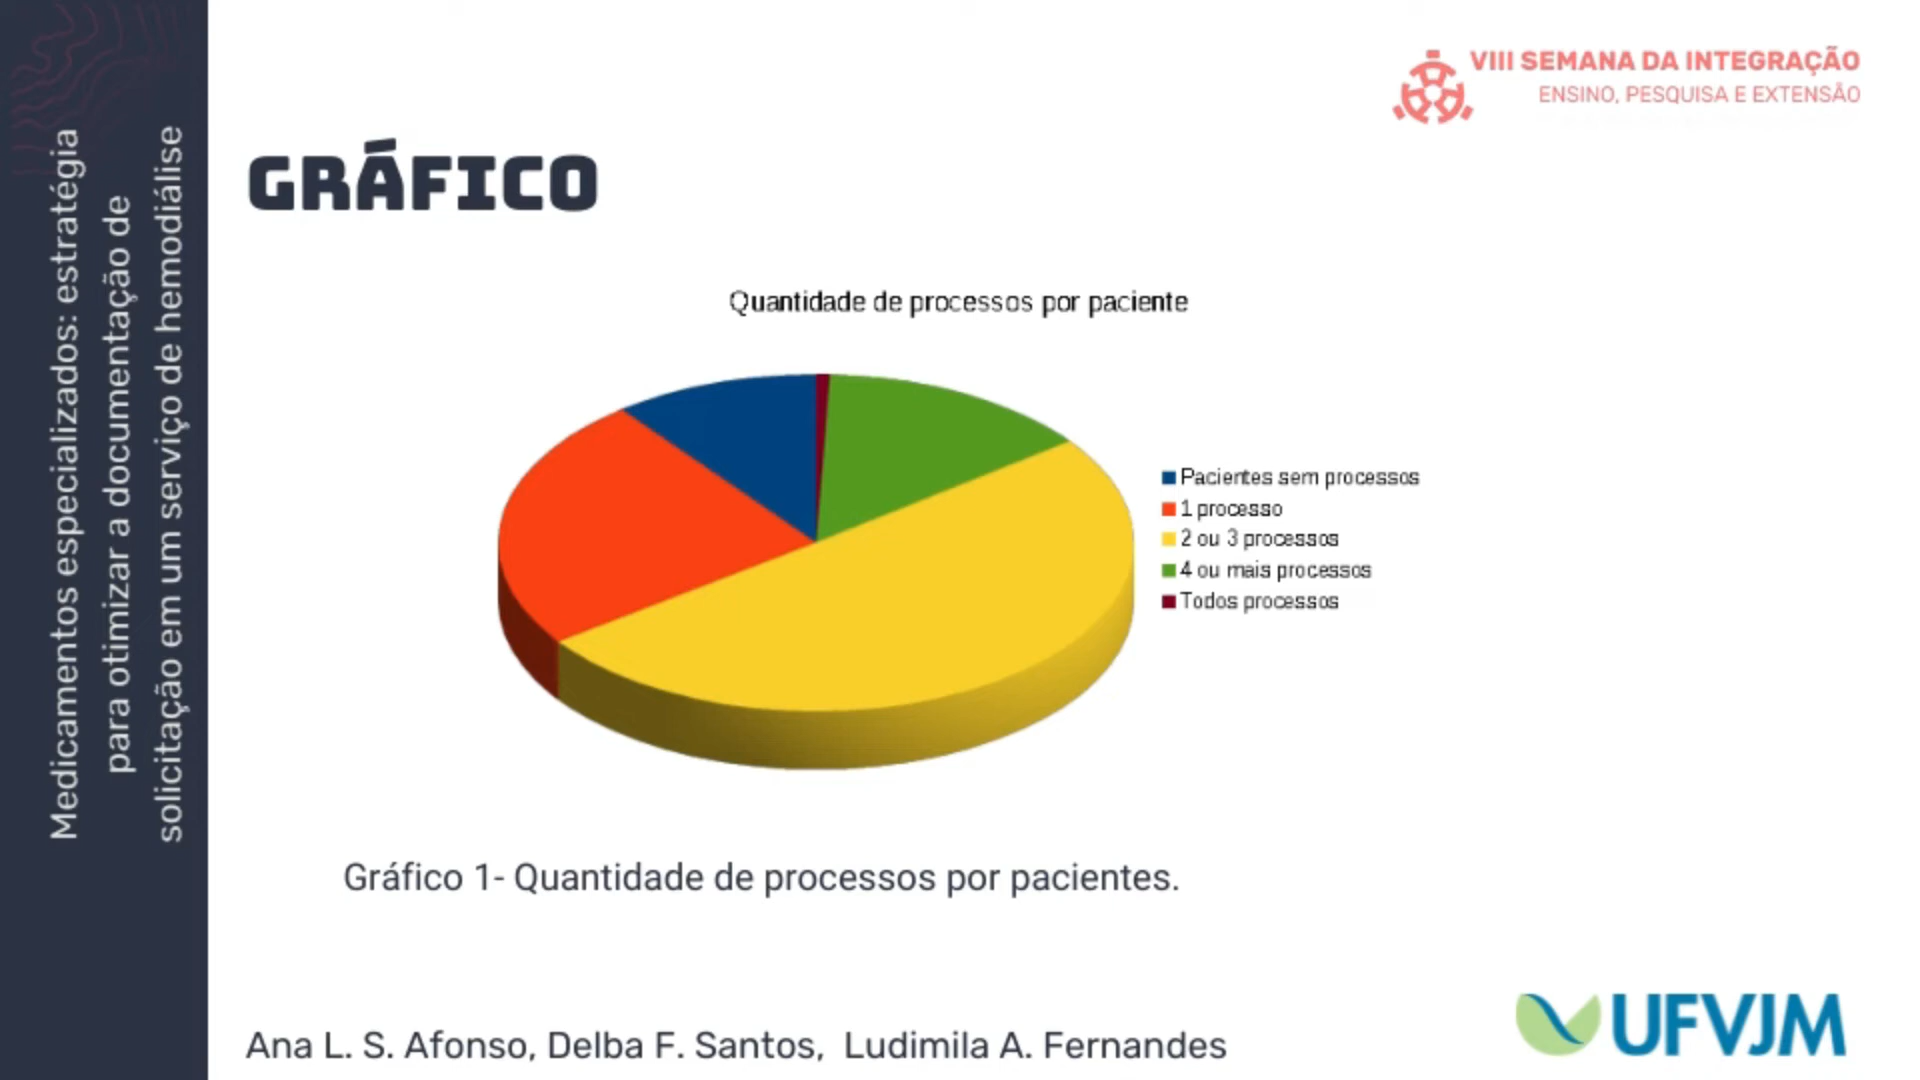 Medicamentos especializados: estratégia
para otimizar a documentação de
solicitação em um serviço de hemodiálise
VIII SEMANA DA INTEGRAÇÃO
ENSINO, PESQUISA E EXTENSÃO
GRÁFICO
Quantidade de processos por paciente
Pacientes sem processos
1 processo
2 ou 3 processos
4 ou mais processos
Todos processos
Gráfico 1- Quantidade de processos por pacientes.
Ana L. S. Afonso, Delba F. Santos, Ludimila A. Fernandes
UFVJM